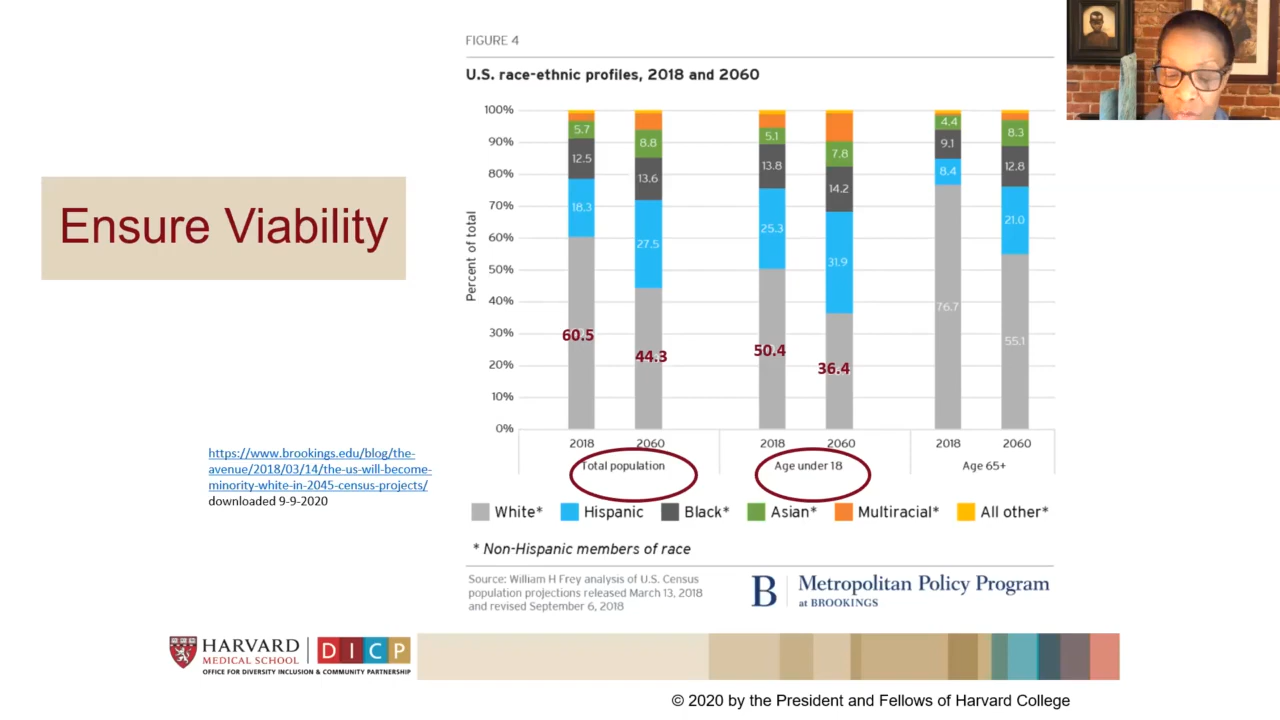 FIGURE 4
U.S. race-ethnic profiles, 2018 and 2060
Ensure Viability
https://www.brookings.edu/blog/the-
avenue/2018/03/14/the-us-will-become-
minority-white-in-2045-census-projects/
downloaded 9-9-2020
Percent of total
100%
90%
80%
70%
60%
50%
40%
30%
20%
10%
0%
5.7
12.5
18.3
60.5
8.8
13.6
27.5
44.3
5.1
13.8
25.3
50.4
7.8
14.2
31.9
36.4
4.4
9.1
8.4
76.7
8.3
12.8
21.0
55.1
2018 2060 2018 2060 2018 2060
Total population Age under 18 Age 65+
White* Hispanic Black* Asian* Multiracial* All other*
* Non-Hispanic members of race
Source: William H Frey analysis of U.S. Census
population projections released March 13, 2018
and revised September 6, 2018
B Metropolitan Policy Program
at BROOKINGS
HARVARD
MEDICAL SCHOOL
DICP
OFFICE FOR DIVERSITY INCLUSION & COMMUNITY PARTNERSHIP
© 2020 by the President and Fellows of Harvard College